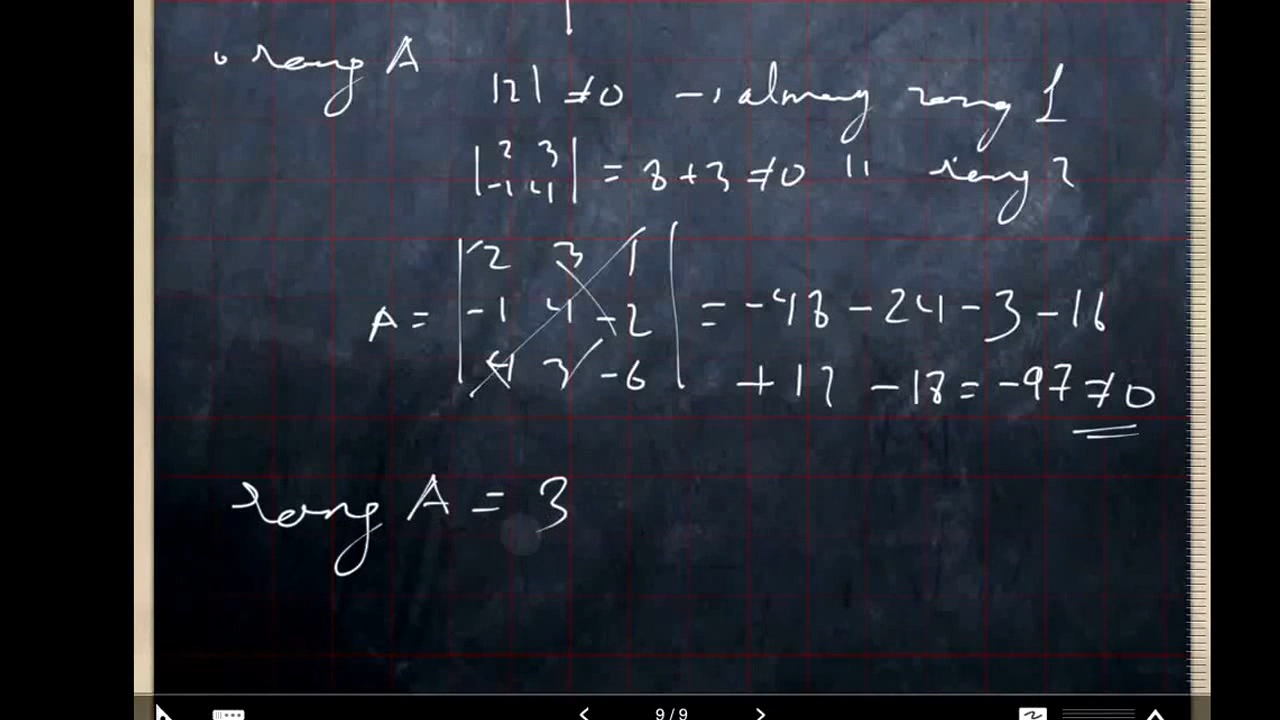 • rang A
|2| ≠ 0 → almeny rang 1
| 2 3 |
| -1 4 | = 8 + 3 ≠ 0 " rang 2
| 2 3 1 |
A = | -1 4 -2 | = -48 - 24 - 3 - 16
| 4 3 -6 | + 12 - 18 = -97 ≠ 0
rang A = 3
9 / 9